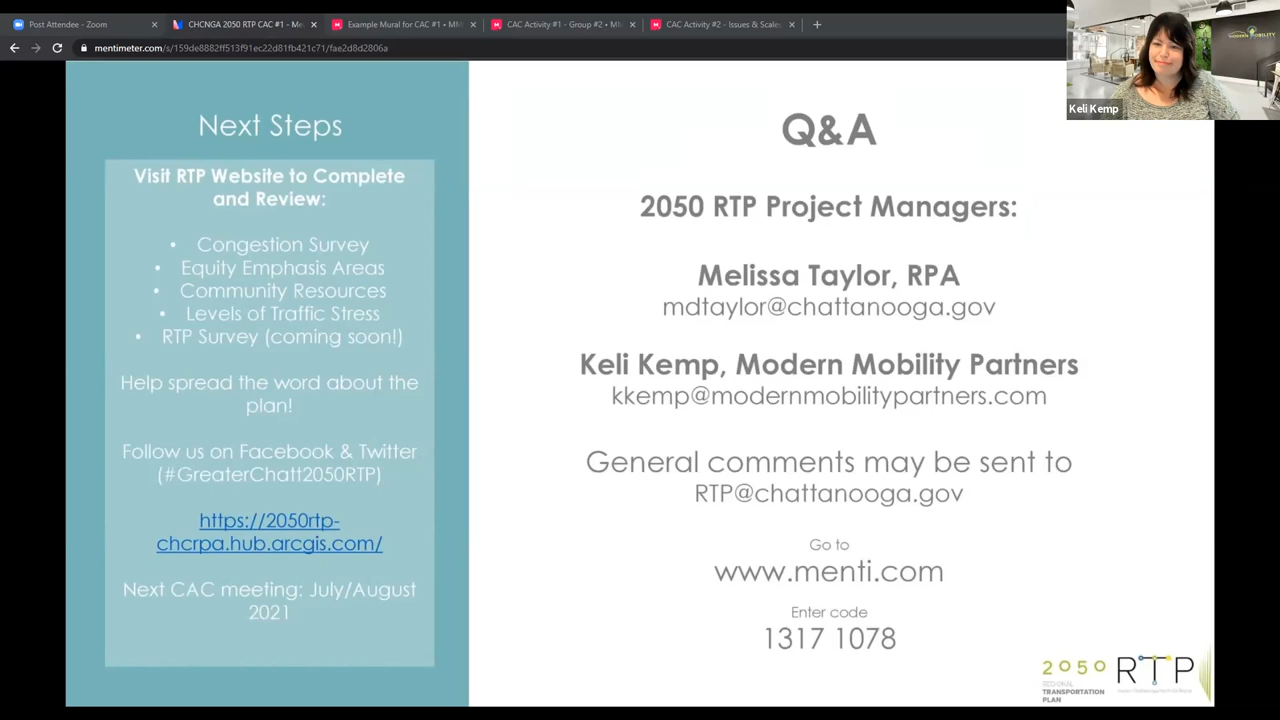 Post Attendee - Zoom
CHCNGA 2050 RTP CAC #1 - Me
Example Mural for CAC #1 • MM
CAC Activity #1 - Group #2 • MM
CAC Activity #2 - Issues & Scale
mentimeter.com/s/159de8882ff513f91ec22d81fb421c71/fae2d8d2806a
MODERN MOBILITY
Keli Kemp
Next Steps
Visit RTP Website to Complete
and Review:
• Congestion Survey
• Equity Emphasis Areas
• Community Resources
• Levels of Traffic Stress
• RTP Survey (coming soon!)
Help spread the word about the
plan!
Follow us on Facebook & Twitter
(#GreaterChatt2050RTP)
https://2050rtp-
chcrpa.hub.arcgis.com/
Next CAC meeting: July/August
2021
Q&A
2050 RTP Project Managers:
Melissa Taylor, RPA
mdtaylor@chattanooga.gov
Keli Kemp, Modern Mobility Partners
kkemp@modernmobilitypartners.com
General comments may be sent to
RTP@chattanooga.gov
Go to
www.menti.com
Enter code
1317 1078
2050
REGIONAL
TRANSPORTATION
PLAN
RTP